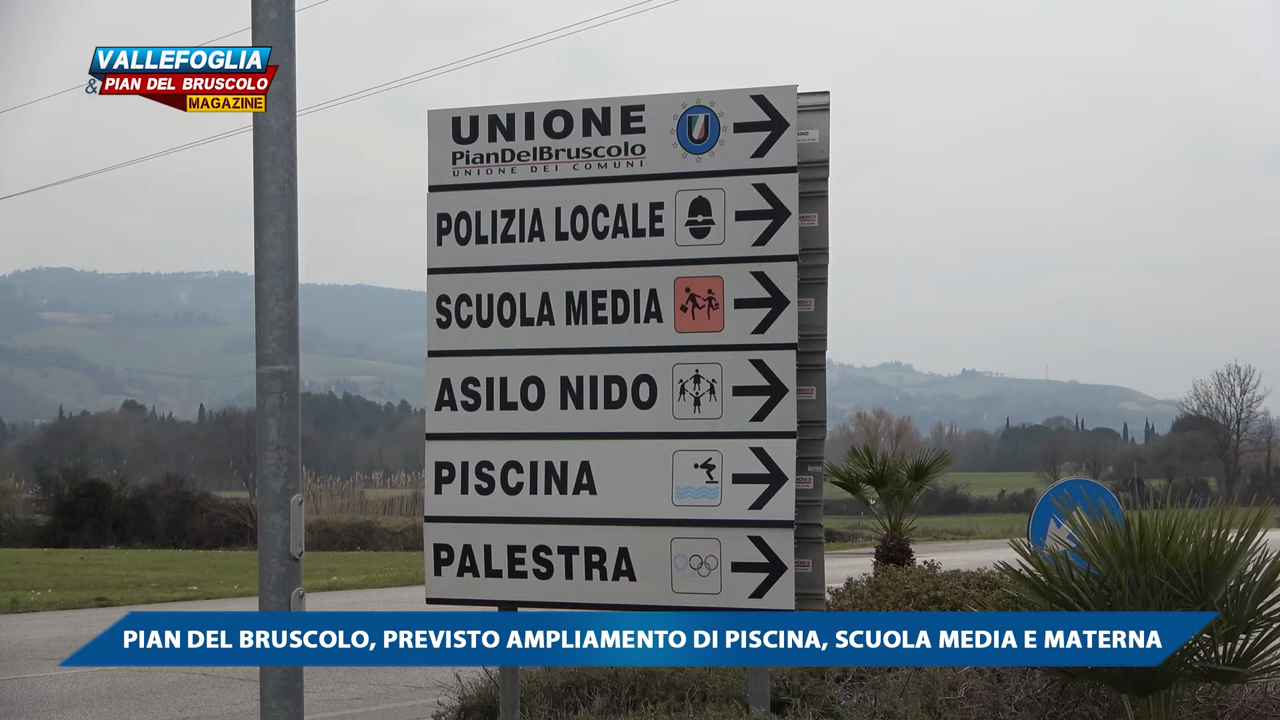 VALLEFOGLIA
& PIAN DEL BRUSCOLO
MAGAZINE
UNIONE
PianDelBruscolo
UNIONE DEI COMUNI
U
POLIZIA LOCALE
SCUOLA MEDIA
ASILO NIDO
PISCINA
PALESTRA
PIAN DEL BRUSCOLO, PREVISTO AMPLIAMENTO DI PISCINA, SCUOLA MEDIA E MATERNA